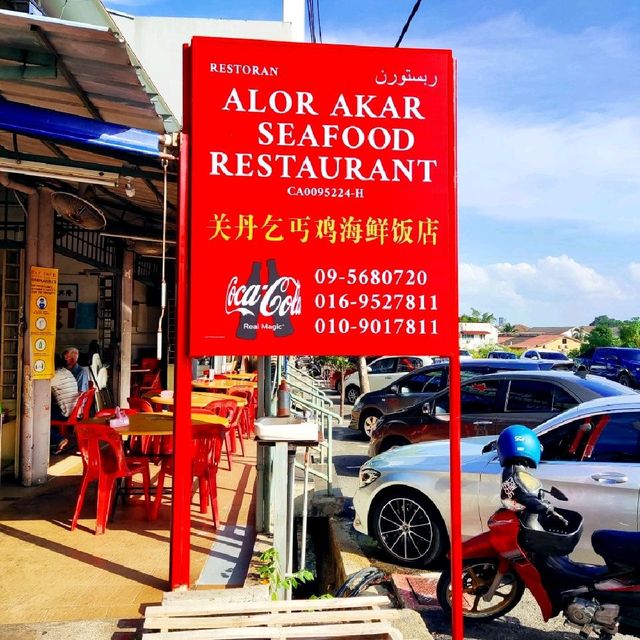 RESTORAN
ريستورن
ALOR AKAR
SEAFOOD
RESTAURANT
CA0095224-H
关丹乞丐鸡海鲜饭店
Coca-Cola
Real Magic
09-5680720
016-9527811
010-9017811